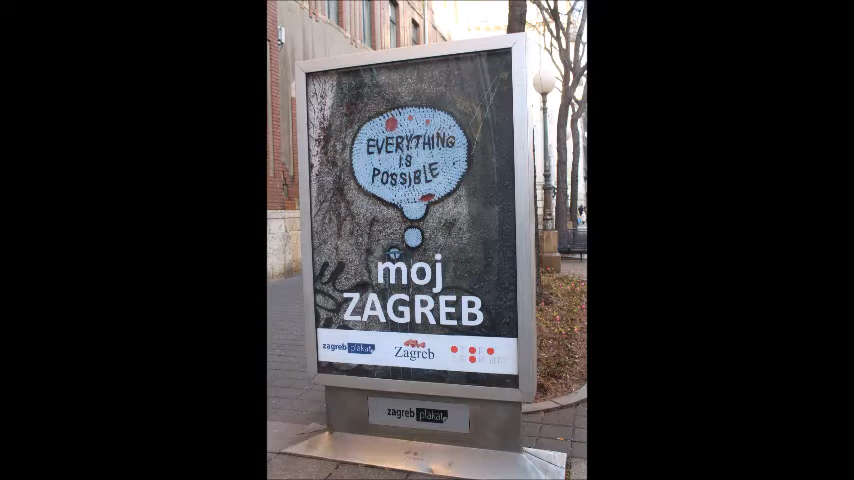 EVERYTHING
IS
POSSIBLE
moj
ZAGREB
zagreb plakat
Zagreb
zagreb plakat